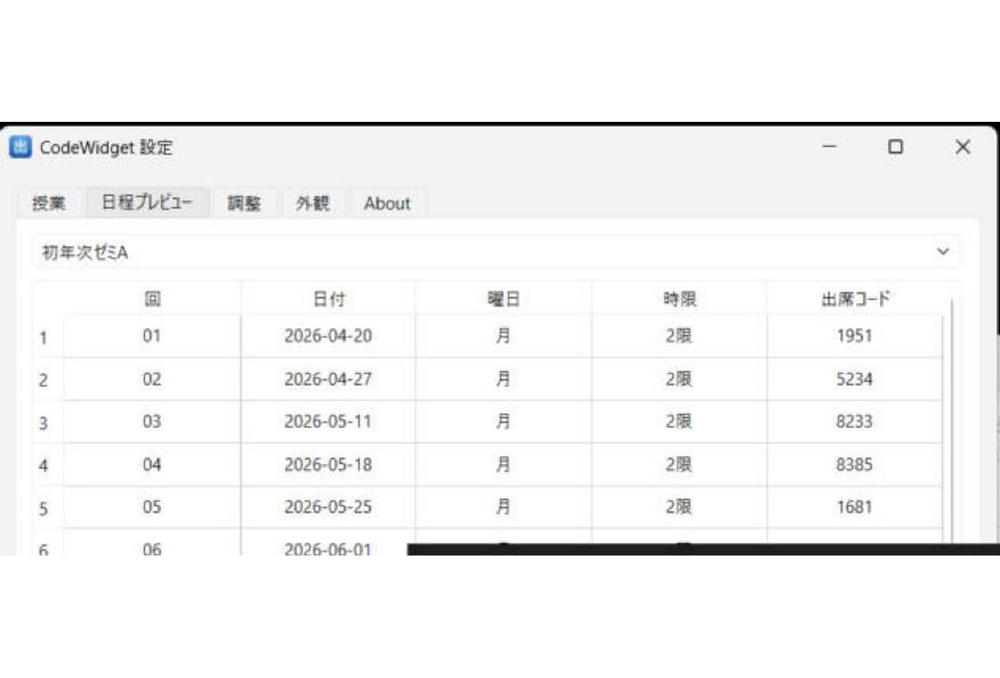 出 CodeWidget 設定
授業 日程プレビュー 調整 外観 About
初年次ゼミA
回 日付 曜日 時限 出席コード
1 01 2026-04-20 月 2限 1951
2 02 2026-04-27 月 2限 5234
3 03 2026-05-11 月 2限 8233
4 04 2026-05-18 月 2限 8385
5 05 2026-05-25 月 2限 1681
6 06 2026-06-01